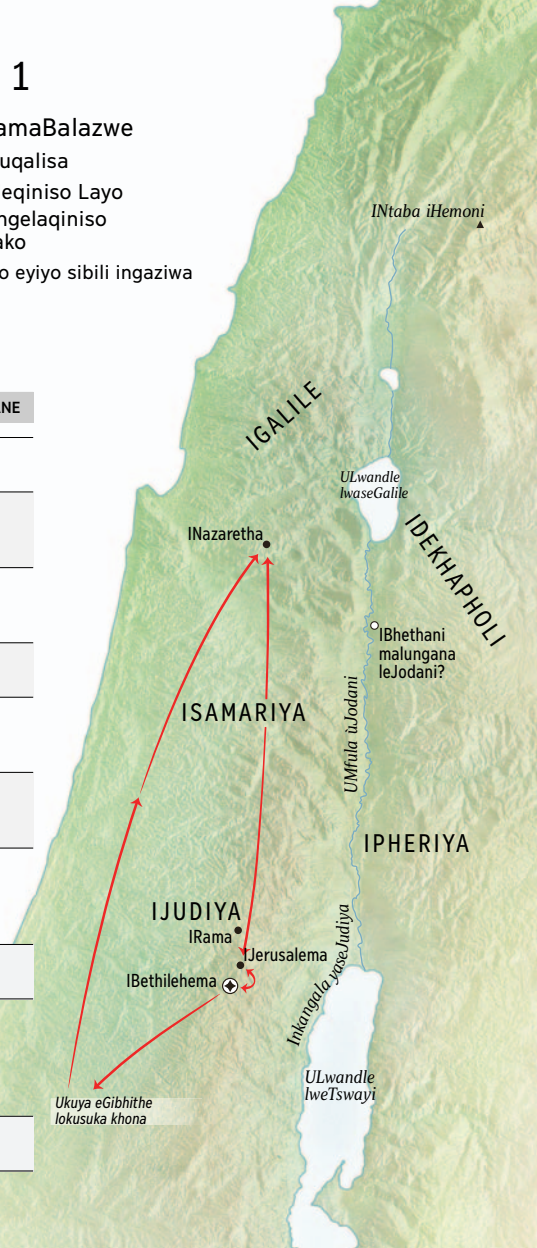 1
amaBalazwe
uqalisa
eqiniso Layo
ngelaqiniso
ako
o eyiyo sibili ingaziwa
NE
INtaba iHemoni
IGALILE
ULwandle
lwaseGalile
INazaretha
IDEKHAPHOLI
IBhethani
malungana
leJodani?
UMfula uJodani
ISAMARIYA
IPHERIYA
IJUDIYA
IRama
IJerusalema
IBethilehema
Inkangala yaseJudiya
ULwandle
lweTswayi
Ukuya eGibhithe
lokusuka khona